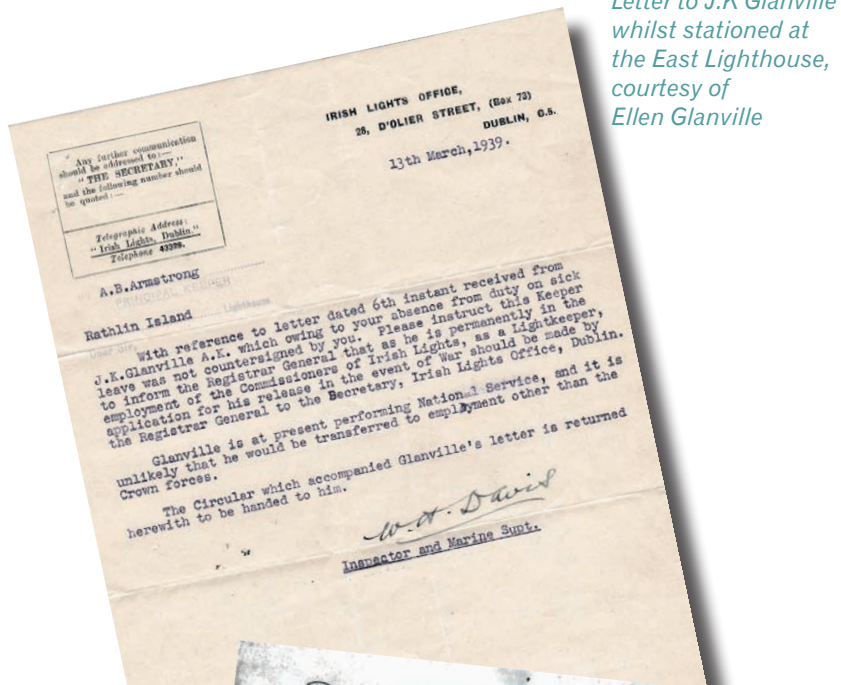 Letter to J.K Glanville
whilst stationed at
the East Lighthouse,
courtesy of
Ellen Glanville
IRISH LIGHTS OFFICE,
28, D'OLIER STREET, (Box 73)
DUBLIN, C.5.
13th March,1939.
Any further communication
should be addressed to:—
"THE SECRETARY,"
and the following number should
be quoted:—
Telegraphic Address:
"Irish Lights, Dublin."
Telephone
A.B.Armstrong
PRINCIPAL KEEPER
Rathlin Island Lighthouse
Dear Sir,
With reference to letter dated 6th instant received from
J.K.Glanville A.K. which owing to your absence from duty on sick
leave was not countersigned by you. Please instruct this Keeper
to inform the Registrar General that as he is permanently in the
employment of the Commissioners of Irish Lights, as a Lightkeeper,
application for his release in the event of War should be made by
the Registrar General to the Secretary, Irish Lights Office, Dublin.
Glanville is at present performing National Service, and it is
unlikely that he would be transferred to employment other than the
Crown forces.
The Circular which accompanied Glanville's letter is returned
herewith to be handed to him.
W. H. Davis
Inspector and Marine Supt.